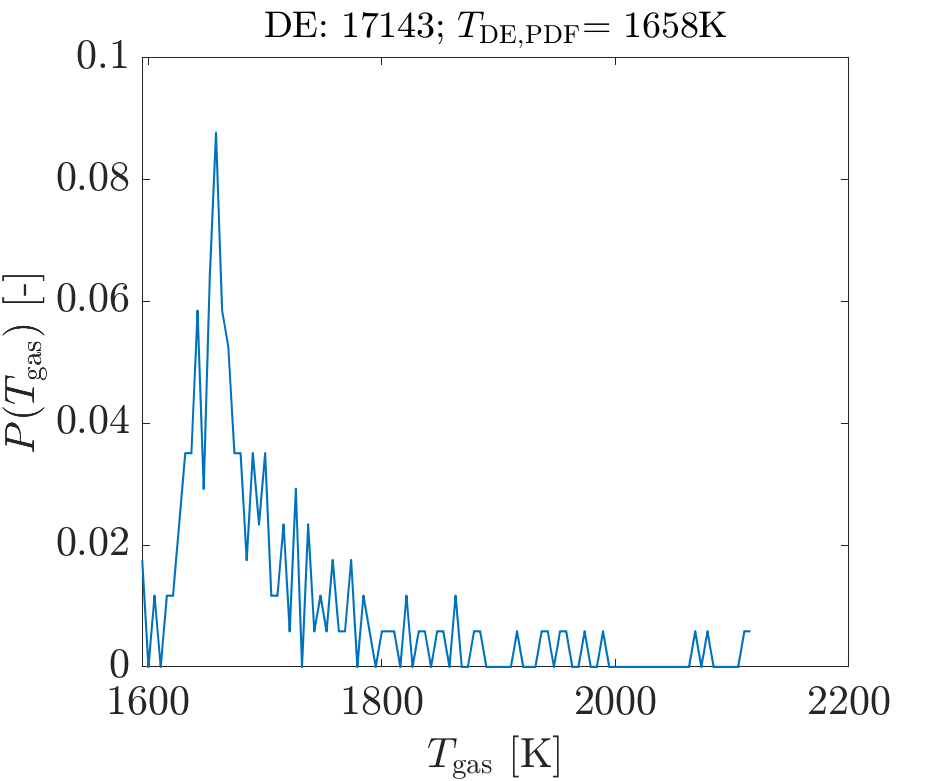 DE: 17143; T_DE,PDF= 1658K
0.1
0.08
0.06
0.04
0.02
0
P(T_gas) [-]
1600 1800 2000 2200
T_gas [K]